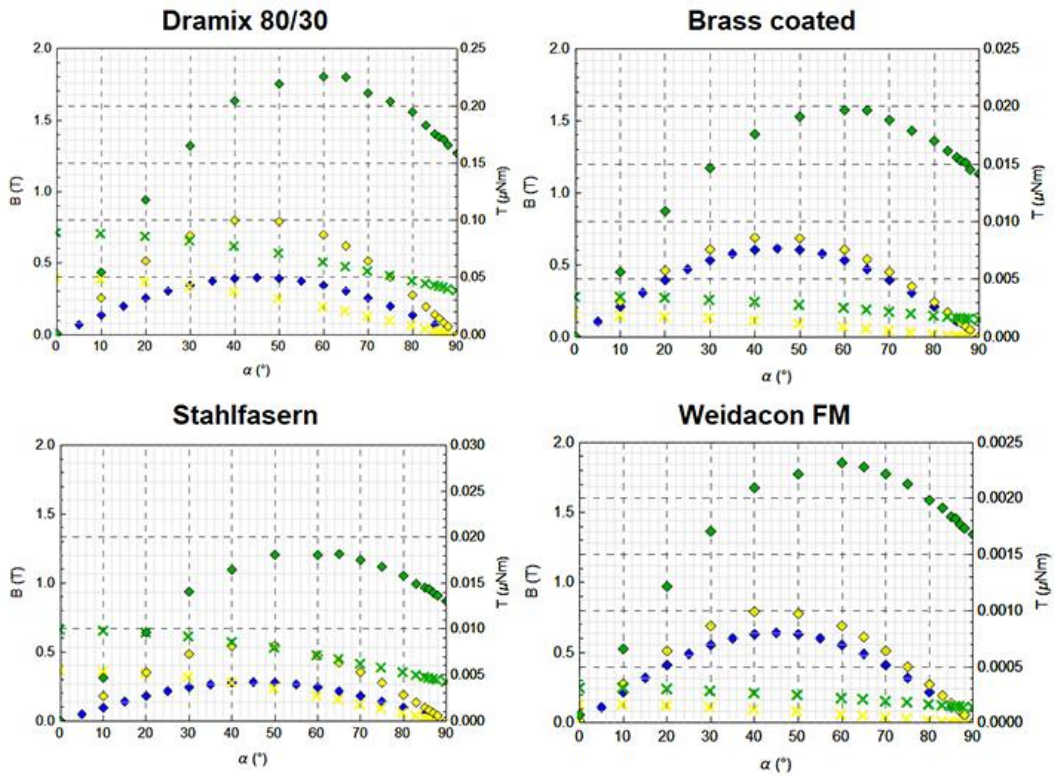 Dramix 80/30
Brass coated
2.0 0.25 2.0 0.025
0.20 0.020
1.5 1.5
0.15 0.015
B (T) T (µNm) B (T) T (µNm)
1.0 1.0
0.10 0.010
0.5 0.5
0.05 0.005
0.0 0.00 0.0 0.000
0 10 20 30 40 50 60 70 80 90 0 10 20 30 40 50 60 70 80 90
α (°) α (°)
Stahlfasern
Weidacon FM
2.0 0.030 2.0 0.0025
0.025
0.0020
1.5 1.5
0.020
0.0015
B (T) T (µNm) B (T) T (µNm)
1.0 0.015 1.0
0.010 0.0010
0.5 0.5
0.005 0.0005
0.0 0.000 0.0 0.0000
0 10 20 30 40 50 60 70 80 90 0 10 20 30 40 50 60 70 80 90
α (°) α (°)